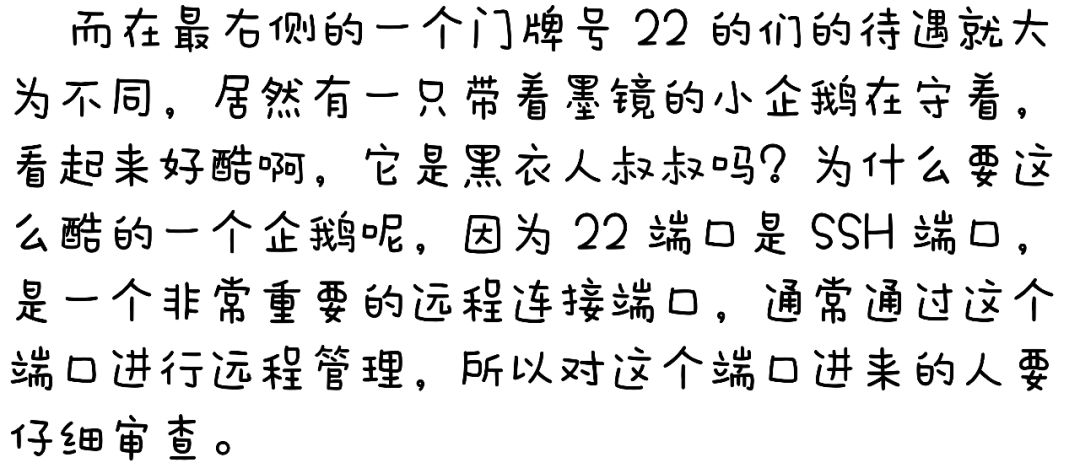 而在最右侧的一个门牌号 22 的们的待遇就大
为不同，居然有一只带着墨镜的小企鹅在守着，
看起来好酷啊，它是黑衣人叔叔吗？为什么要这
么酷的一个企鹅呢，因为 22 端口是 SSH 端口，
是一个非常重要的远程连接端口，通常通过这个
端口进行远程管理，所以对这个端口进来的人要
仔细审查。